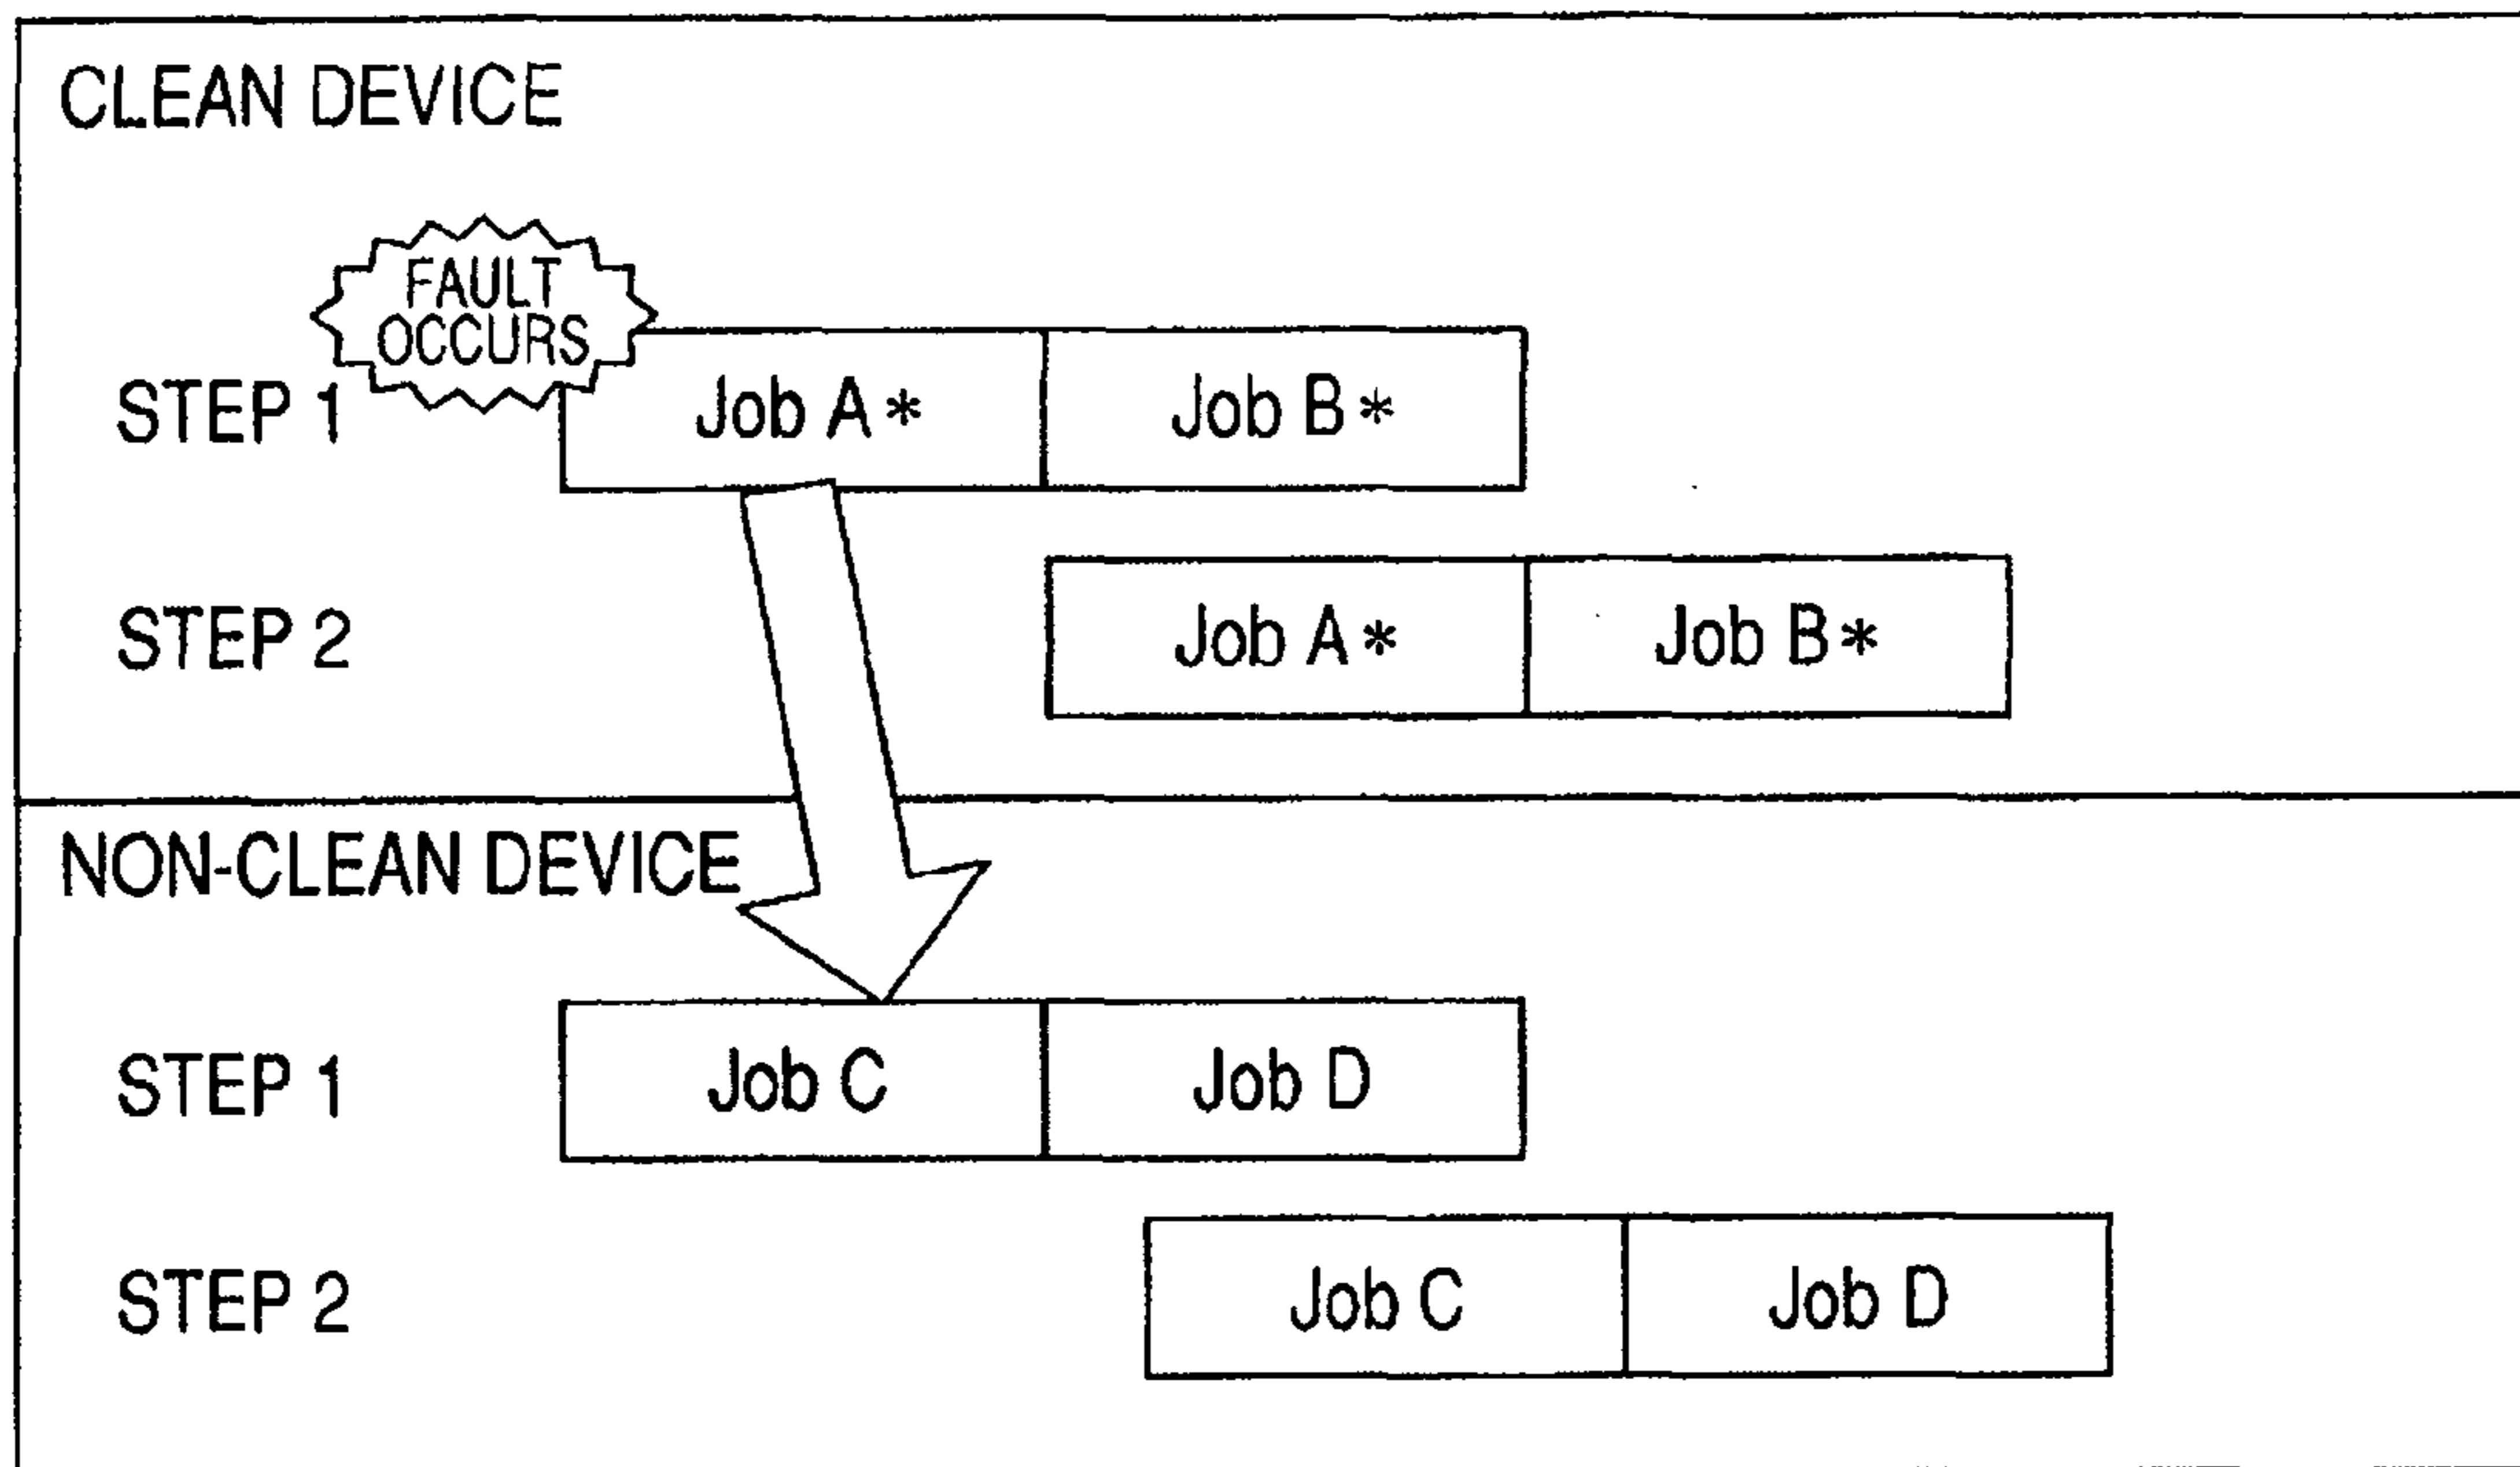 CLEAN DEVICE
FAULT
OCCURS
STEP 1
Job A*
Job B*
STEP 2
Job A*
Job B*
NON-CLEAN DEVICE
STEP 1
Job C
Job D
STEP 2
Job C
Job D